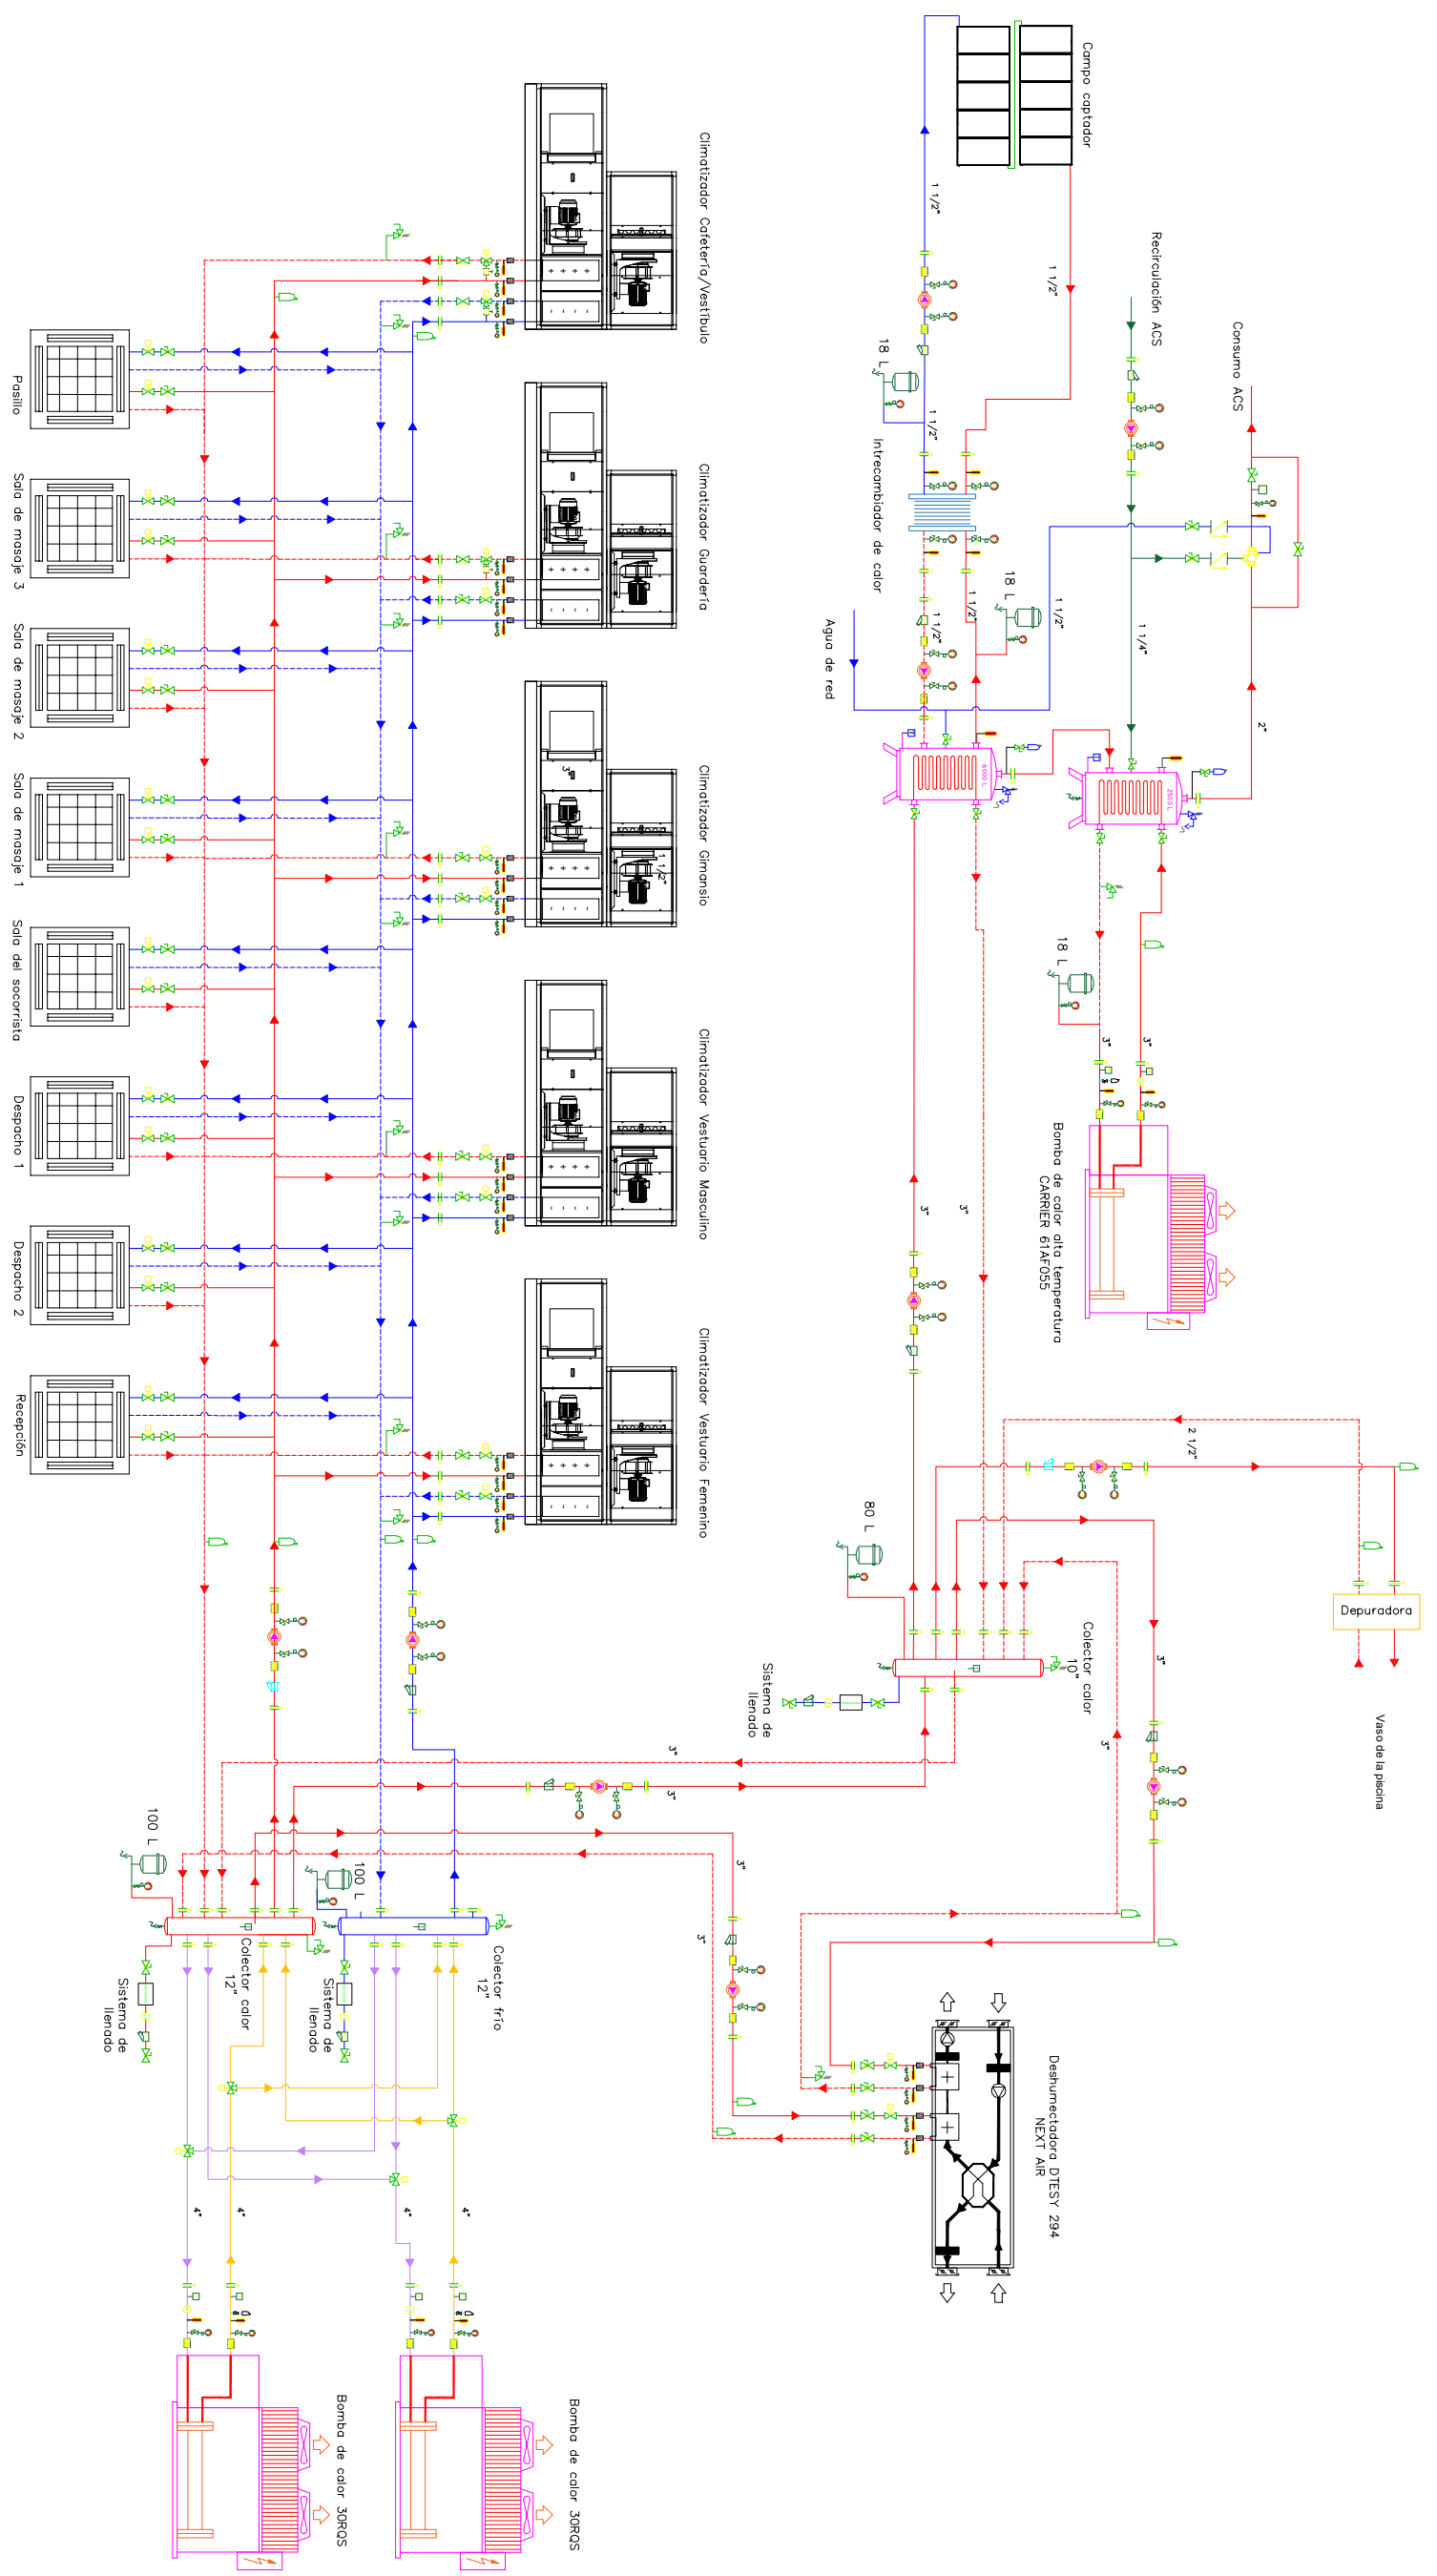 Vaso de la piscina
Depuradora
2"
Consumo ACS
2 1/2"
Recirculación ACS
3"
2500 L
3"
1 1/4"
3"
3"
Campo captador
Colector calor
10"
1 1/2"
1 1/2"
18 L
Bomba de calor alta temperatura
CARRIER 61AF055
Deshumectadora DTESY 294
NEXT AIR
18 L
6000 L
1 1/2"
3"
1 1/2"
1 1/2"
1 1/2"
3"
18 L
Intrecambiador de calor
80 L
Agua de red
Sistema de
llenado
3"
Climatizador Cafetería/Vestíbulo
Climatizador Guardería
Climatizador Gimansio
Climatizador Vestuario Masculino
Climatizador Vestuario Femenino
3"
3"
3"
1 1/2"
3"
Bomba de calor 30RQS
Colector frío
12"
4"
4"
100 L
Bomba de calor 30RQS
Sistema de
llenado
Colector calor
12"
4"
4"
100 L
Sistema de
llenado
Pasillo
Sala de masaje 3
Sala de masaje 2
Sala de masaje 1
Sala del socorrista
Despacho 1
Despacho 2
Recepción